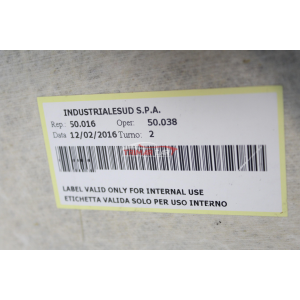 INDUSTRIALESUD S.P.A.
Rep: 50.016 Oper: 50.038
Data 12/02/2016 Turno: 2
LABEL VALID ONLY FOR INTERNAL USE
ETICHETTA VALIDA SOLO PER USO INTERNO